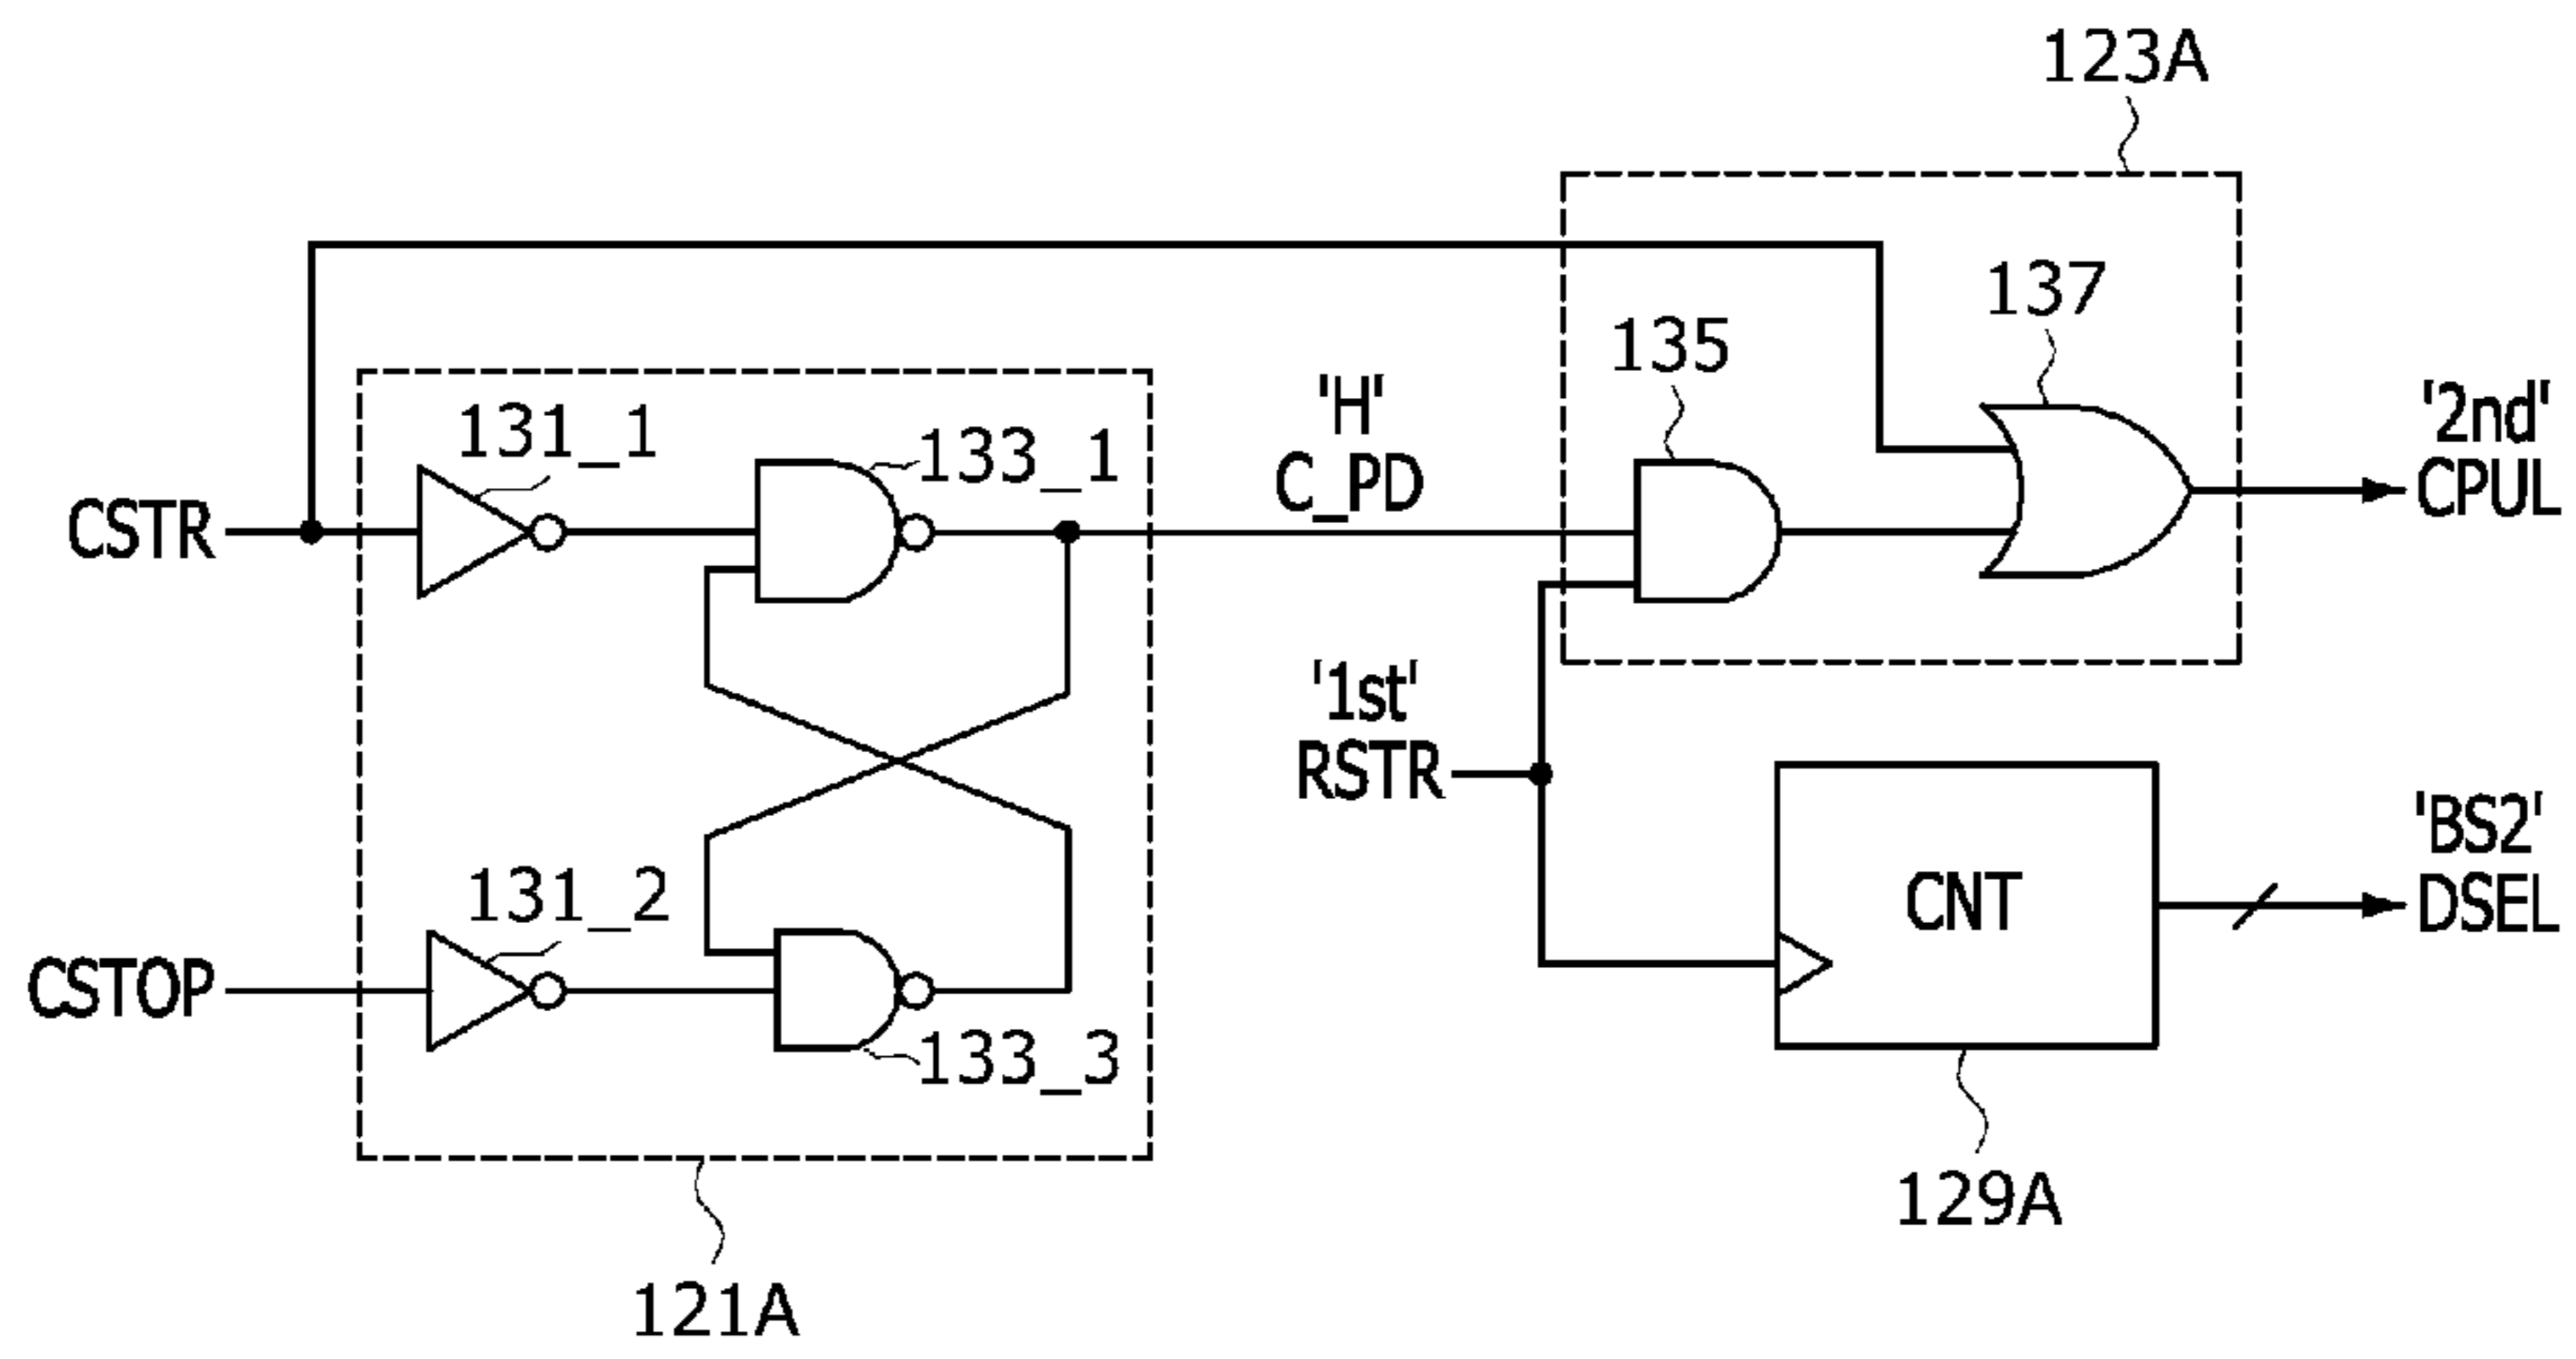 123A
137
135
'H'
C_PD
'2nd'
CPUL
131_1
133_1
CSTR
'1st'
RSTR
'BS2'
DSEL
CNT
131_2
CSTOP
133_3
129A
121A